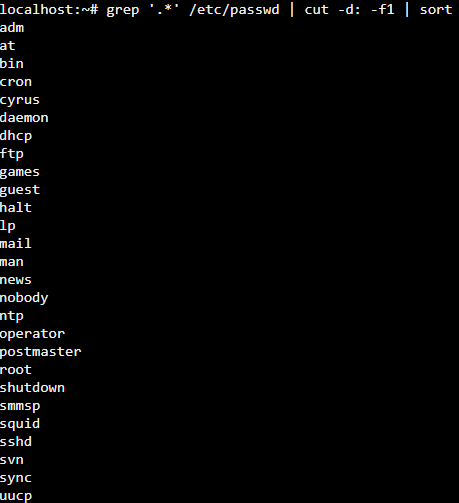 localhost:~# grep '.*' /etc/passwd | cut -d: -f1 | sort
adm
at
bin
cron
cyrus
daemon
dhcp
ftp
games
guest
halt
lp
mail
man
news
nobody
ntp
operator
postmaster
root
shutdown
smmsp
squid
sshd
svn
sync
uucp